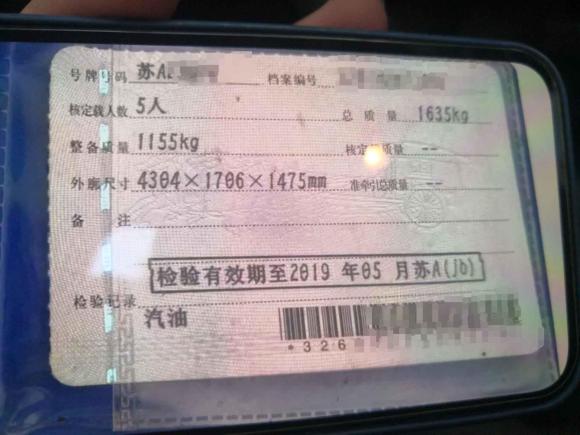 号牌号码 苏A 档案编号
核定载人数 5人 总质量 1635kg
整备质量 1155kg 核定 质量 --
外廓尺寸 4304×1706×1475mm 准牵引总质量 --
备注
检验有效期至2019 年05 月苏A(Jb)
检验记录
汽油
*326